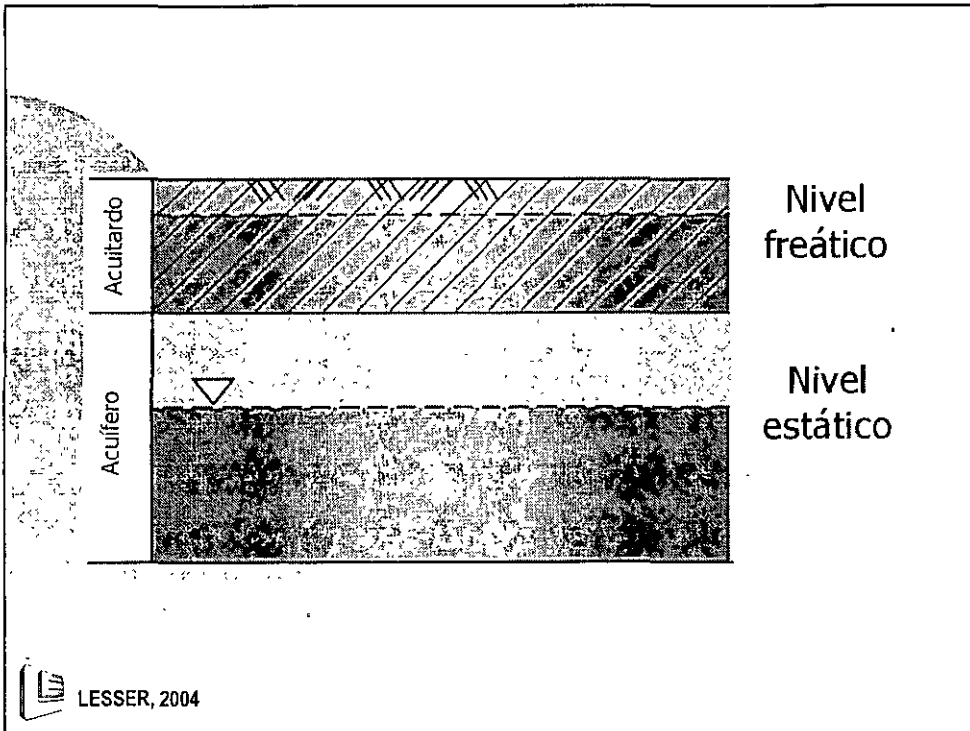 Nivel
freático
Acuitardo
Nivel
estático
Acuífero
LESSER, 2004